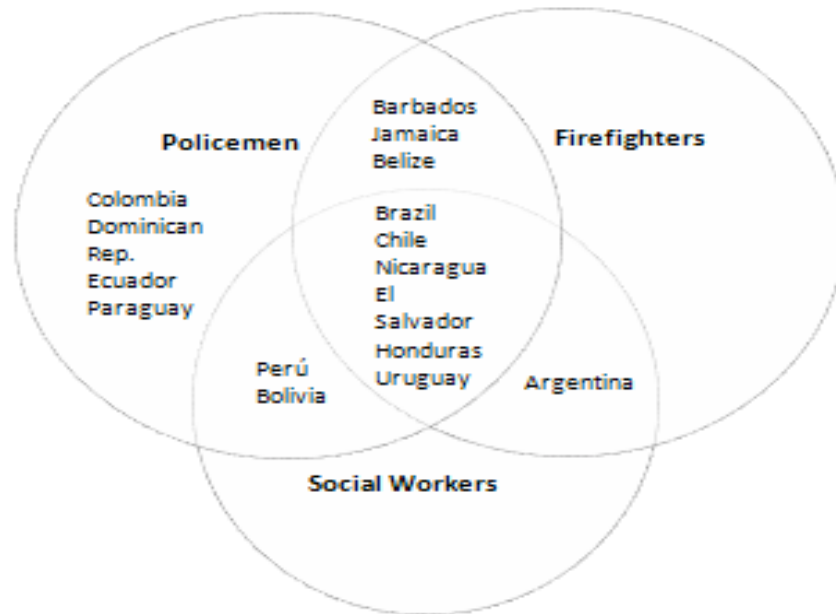 Policemen
Firefighters
Barbados
Jamaica
Belize
Colombia
Dominican
Rep.
Ecuador
Paraguay
Brazil
Chile
Nicaragua
El
Salvador
Honduras
Uruguay
Perú
Bolivia
Argentina
Social Workers